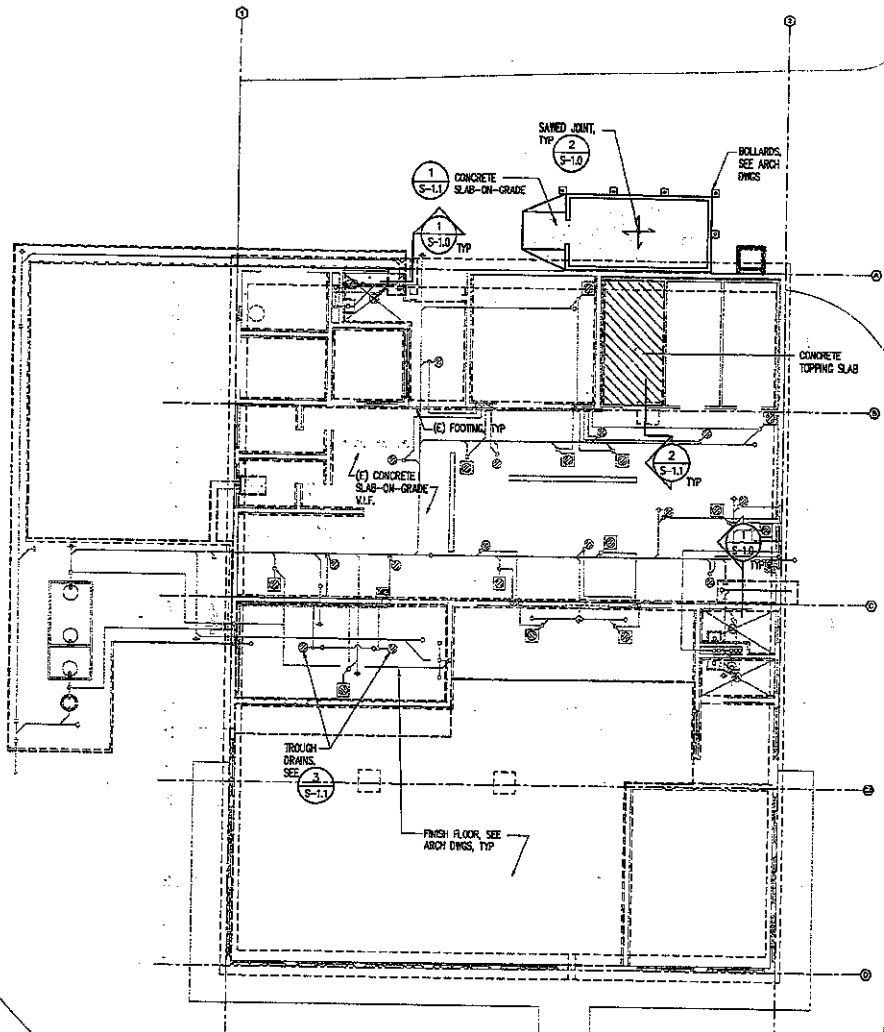 1
2
SAWED JOINT,
TYP
2
S-1.0
BOLLARDS,
SEE ARCH
DWGS
1
S-1.1
CONCRETE
SLAB-ON-GRADE
1
S-1.0
TYP
A
CONCRETE
TOPPING SLAB
B
(E) FOOTING, TYP
2
S-1.1
TYP
(E) CONCRETE
SLAB-ON-GRADE
V.I.F.
1
S-1.0
TYP
C
TROUGH
DRAINS,
SEE
3
S-1.1
FINISH FLOOR, SEE
ARCH DWGS, TYP
D